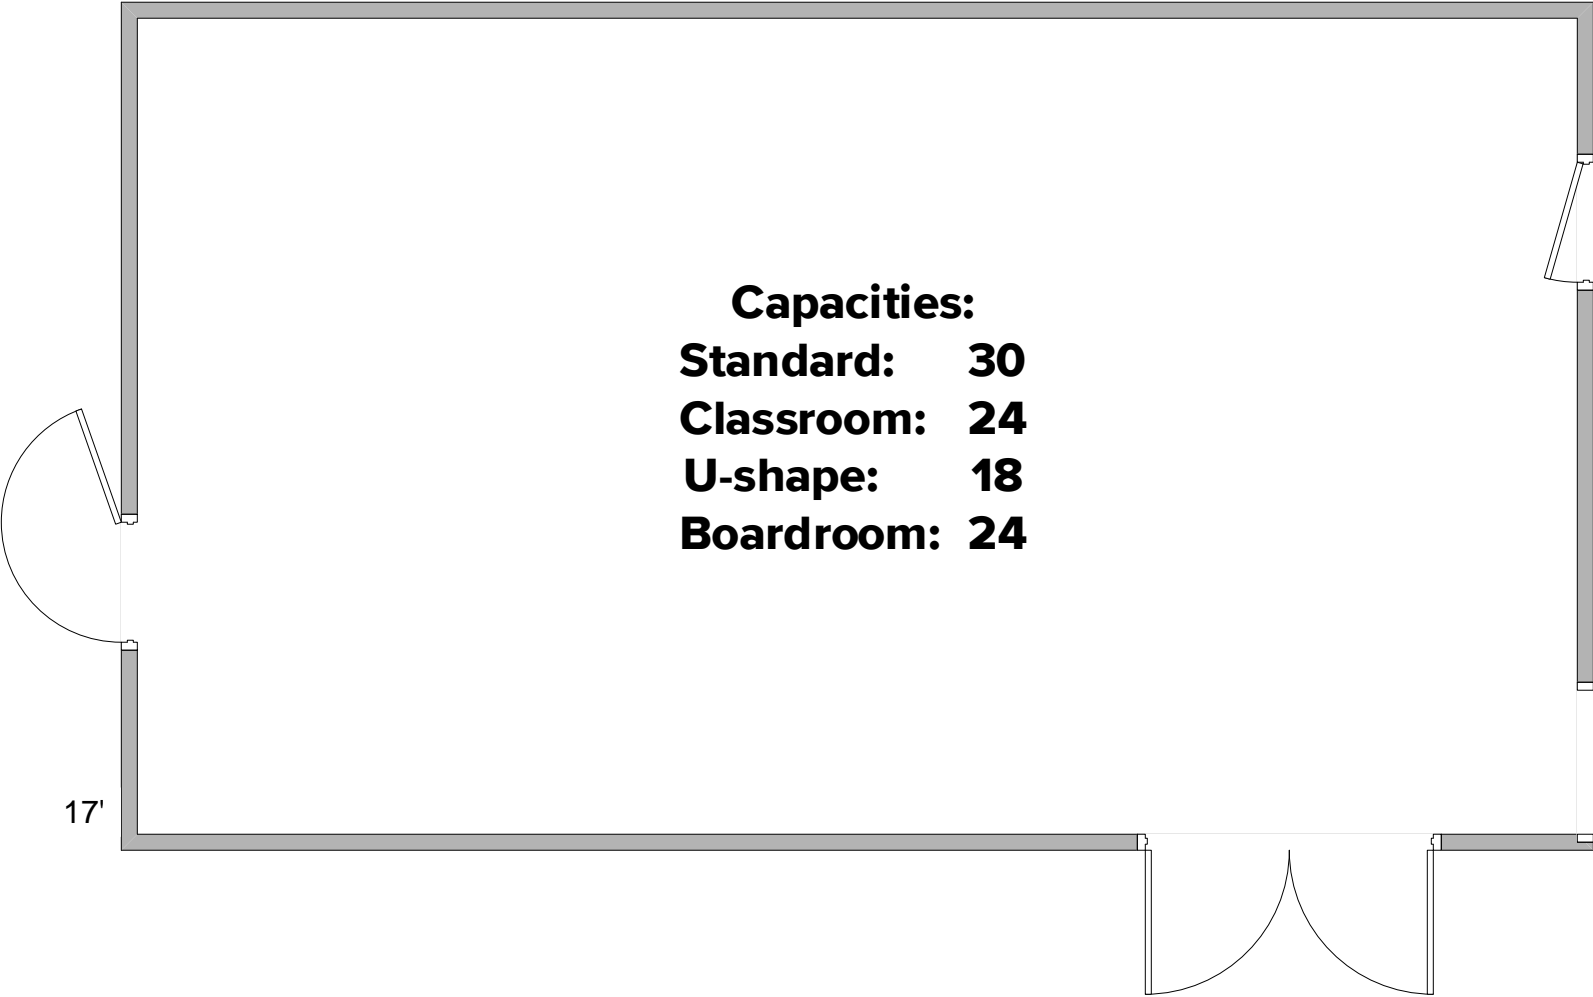 Capacities:
Standard: 30
Classroom: 24
U-shape: 18
Boardroom: 24
17'